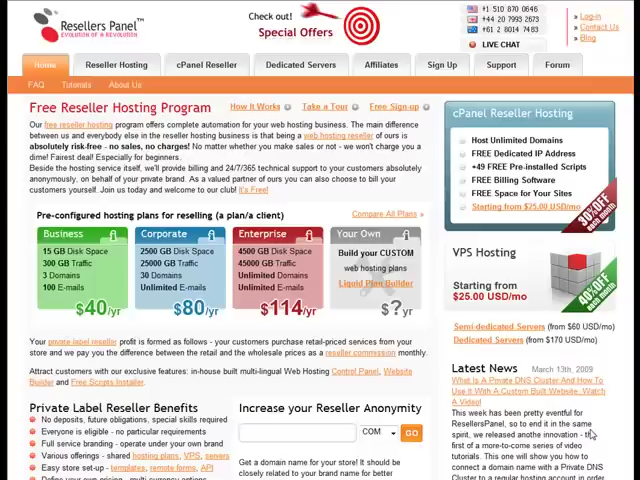 Resellers Panel™
EVOLUTION OF A REVOLUTION
Check out!
Special Offers
+1 510 870 0646
+44 20 7993 2673
+61 2 8014 7483
LIVE CHAT
» Log-in
» Contact Us
» Blog
Home
Reseller Hosting
cPanel Reseller
Dedicated Servers
Affiliates
Sign Up
Support
Forum
FAQ Tutorials About Us
Free Reseller Hosting Program
How It Works
Take a Tour
Free Sign-up
Our free reseller hosting program offers complete automation for your web hosting business. The main difference
between us and everybody else in the reseller hosting business is that being a web hosting reseller of ours is
absolutely risk-free - no sales, no charges! No matter whether you make sales or not - we won't charge you a
dime! Fairest deal! Especially for beginners.
Beside the hosting service itself, we'll provide billing and 24/7/365 technical support to your customers absolutely
anonymously, on behalf of your private brand. As a valued partner of ours you can also choose to bill your
customers yourself. Join us today and welcome to our club! It's Free!
Pre-configured hosting plans for reselling (a plan/a client)
Compare All Plans »
Business
15 GB Disk Space
300 GB Traffic
3 Domains
100 E-mails
$40/yr
Corporate
2500 GB Disk Space
25000 GB Traffic
30 Domains
Unlimited E-mails
$80/yr
Enterprise
4500 GB Disk Space
45000 GB Traffic
Unlimited Domains
Unlimited E-mails
$114/yr
Your Own
Build your CUSTOM
web hosting plans
Liquid Plan Builder
$?/yr
Your private label reseller profit is formed as follows - your customers purchase retail-priced services from your
store and we pay you the difference between the retail and the wholesale prices as a reseller commission monthly.
Attract customers with our exclusive features: in-house built multilingual Web Hosting Control Panel, Website
Builder and Free Scripts Installer.
Private Label Reseller Benefits
No deposits, future obligations, special skills required
Everyone is eligible - no particular requirements
Full service branding - operate under your own brand
Various offerings - shared hosting plans, VPS, servers
Easy store set-up - templates, remote forms, API
Define your own pricing - multi currency options
Increase your Reseller Anonymity
COM
GO
Get a domain name for your store! It should be
closely related to your brand name for better
cPanel Reseller Hosting
Host Unlimited Domains
FREE Dedicated IP Address
+49 FREE Pre-installed Scripts
FREE Billing Software
FREE Space for Your Sites
Starting from $25.00 USD/mo
30% OFF
each month
VPS Hosting
Starting from
$25.00 USD/mo
40% OFF
each month
Semi-dedicated Servers (from $60 USD/mo)
Dedicated Servers (from $170 USD/mo)
Latest News
March 13th, 2009
What Is A Private DNS Cluster And How To
Use It With A Custom Built Website. Watch
A Video!
This week has been pretty eventful for
ResellersPanel, so to end it in the same
spirit, we released another innovation - the
first of a more-to-come series of video
tutorials. This one will show you how to
connect a domain name with a Private DNS
Cluster to a regular hosting account in order